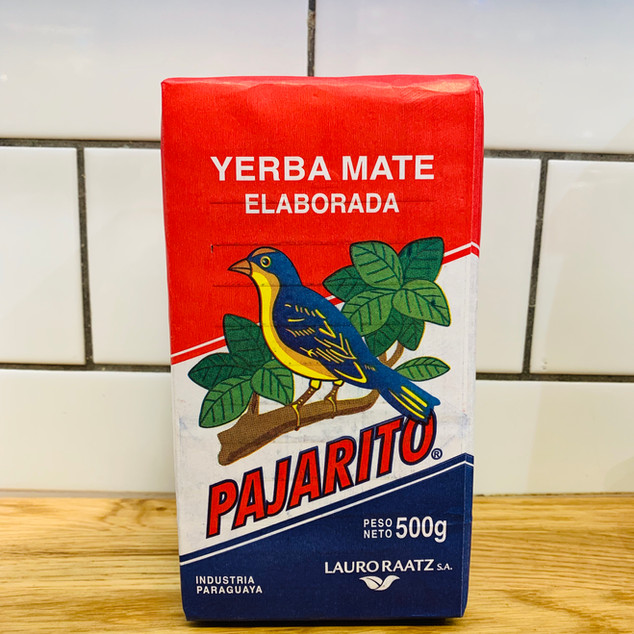 YERBA MATE
ELABORADA
PAJARITO®
PESO
NETO 500g
LAURO RAATZ S.A.
INDUSTRIA
PARAGUAYA